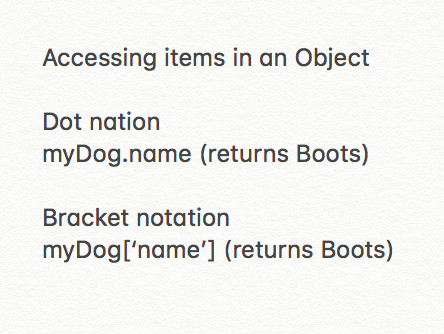 Accessing items in an Object
Dot nation
myDog.name (returns Boots)
Bracket notation
myDog[‘name’] (returns Boots)